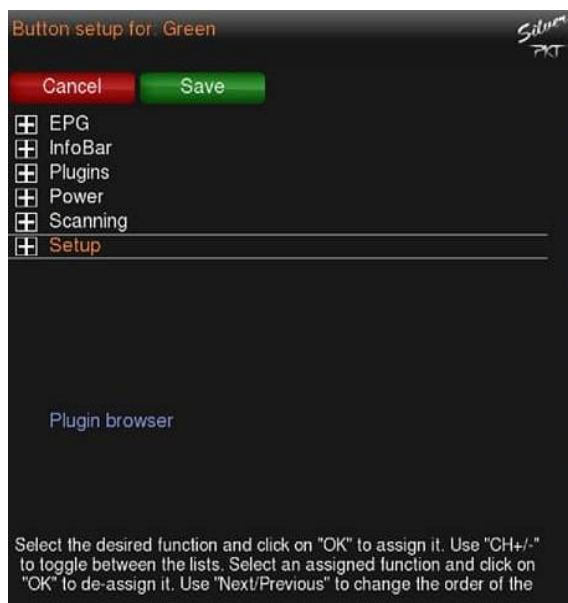 Button setup for: Green
Silver
PKT
Cancel
Save
EPG
InfoBar
Plugins
Power
Scanning
Setup
Plugin browser
Select the desired function and click on "OK" to assign it. Use "CH+/-"
to toggle between the lists. Select an assigned function and click on
"OK" to de-assign it. Use "Next/Previous" to change the order of the